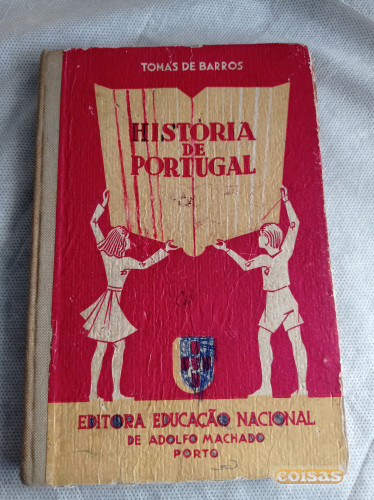 TOMÁS DE BARROS
HISTÓRIA
DE
PORTUGAL
EDITORA EDUCAÇÃO NACIONAL
DE ADOLFO MACHADO
PORTO
coisas